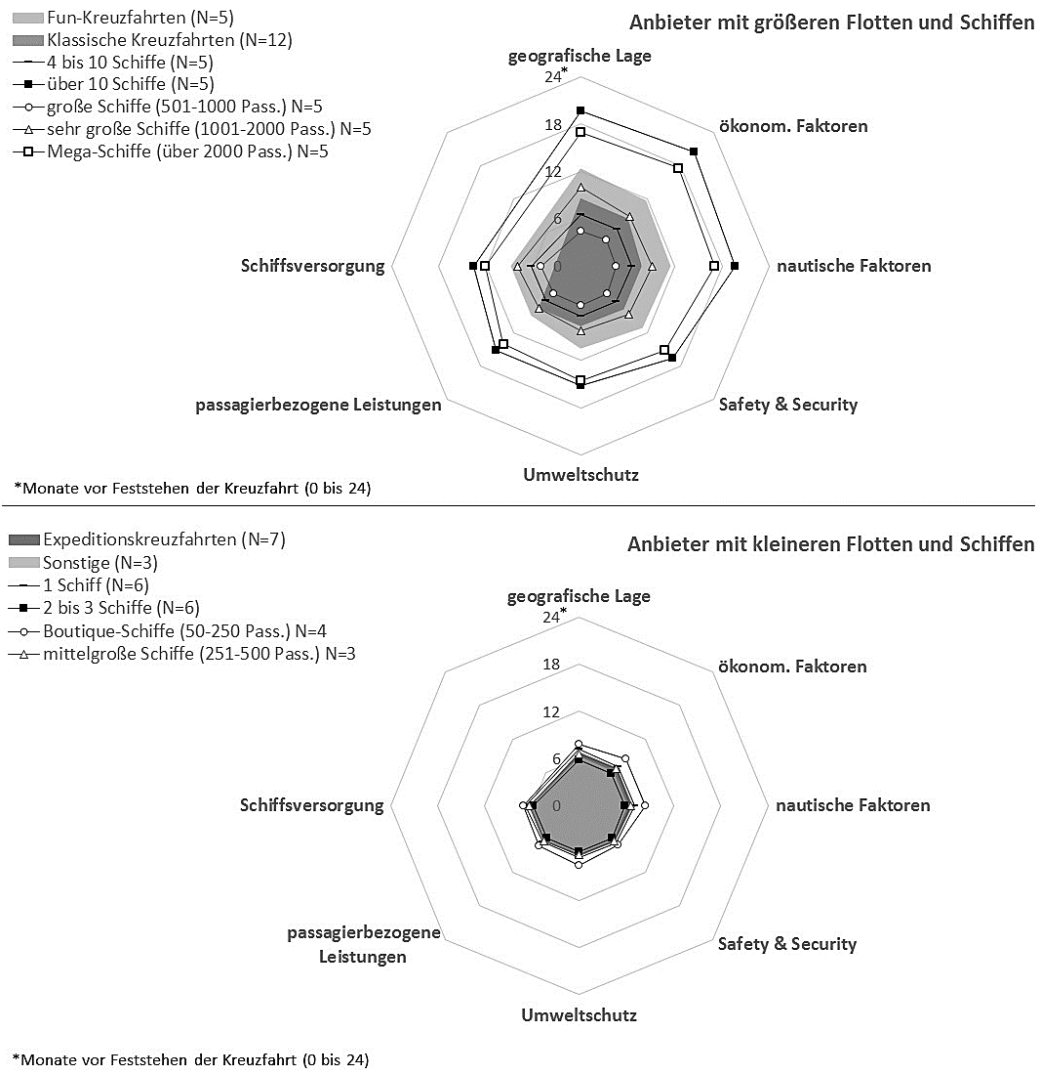 Fun-Kreuzfahrten (N=5)
Klassische Kreuzfahrten (N=12)
4 bis 10 Schiffe (N=5)
über 10 Schiffe (N=5)
große Schiffe (501-1000 Pass.) N=5
sehr große Schiffe (1001-2000 Pass.) N=5
Mega-Schiffe (über 2000 Pass.) N=5
Anbieter mit größeren Flotten und Schiffen
geografische Lage
24*
ökonom. Faktoren
18
12
6
Schiffsversorgung
0
nautische Faktoren
passagierbezogene Leistungen
Safety & Security
Umweltschutz
*Monate vor Feststehen der Kreuzfahrt (0 bis 24)
Expeditionskreuzfahrten (N=7)
Sonstige (N=3)
1 Schiff (N=6)
2 bis 3 Schiffe (N=6)
Boutique-Schiffe (50-250 Pass.) N=4
mittelgroße Schiffe (251-500 Pass.) N=3
Anbieter mit kleineren Flotten und Schiffen
geografische Lage
24*
ökonom. Faktoren
18
12
6
Schiffsversorgung
0
nautische Faktoren
passagierbezogene
Leistungen
Safety & Security
Umweltschutz
*Monate vor Feststehen der Kreuzfahrt (0 bis 24)